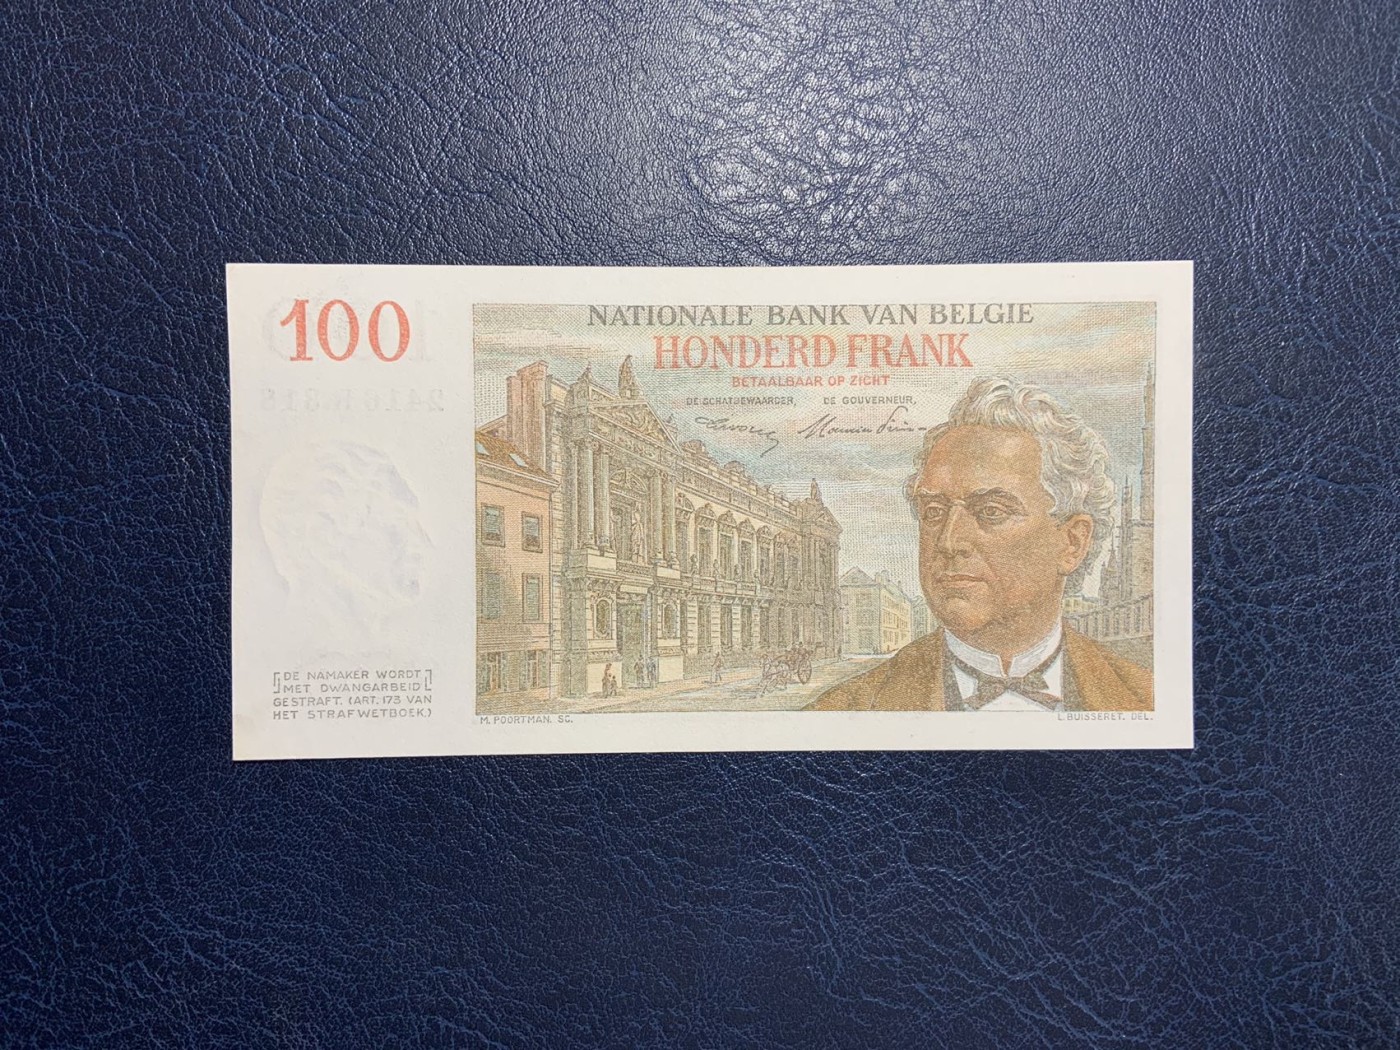 100
NATIONALE BANK VAN BELGIE
HONDERD FRANK
BETAALBAAR OP ZICHT
DE SCHATBEWAARDER, DE GOUVERNEUR,
DE NAMAKER WORDT
MET DWANGARBEID
GESTRAFT. (ART. 173 VAN
HET STRAFWETBOEK.)
M. POORTMAN. SC.
L. BUISSERET. DEL.